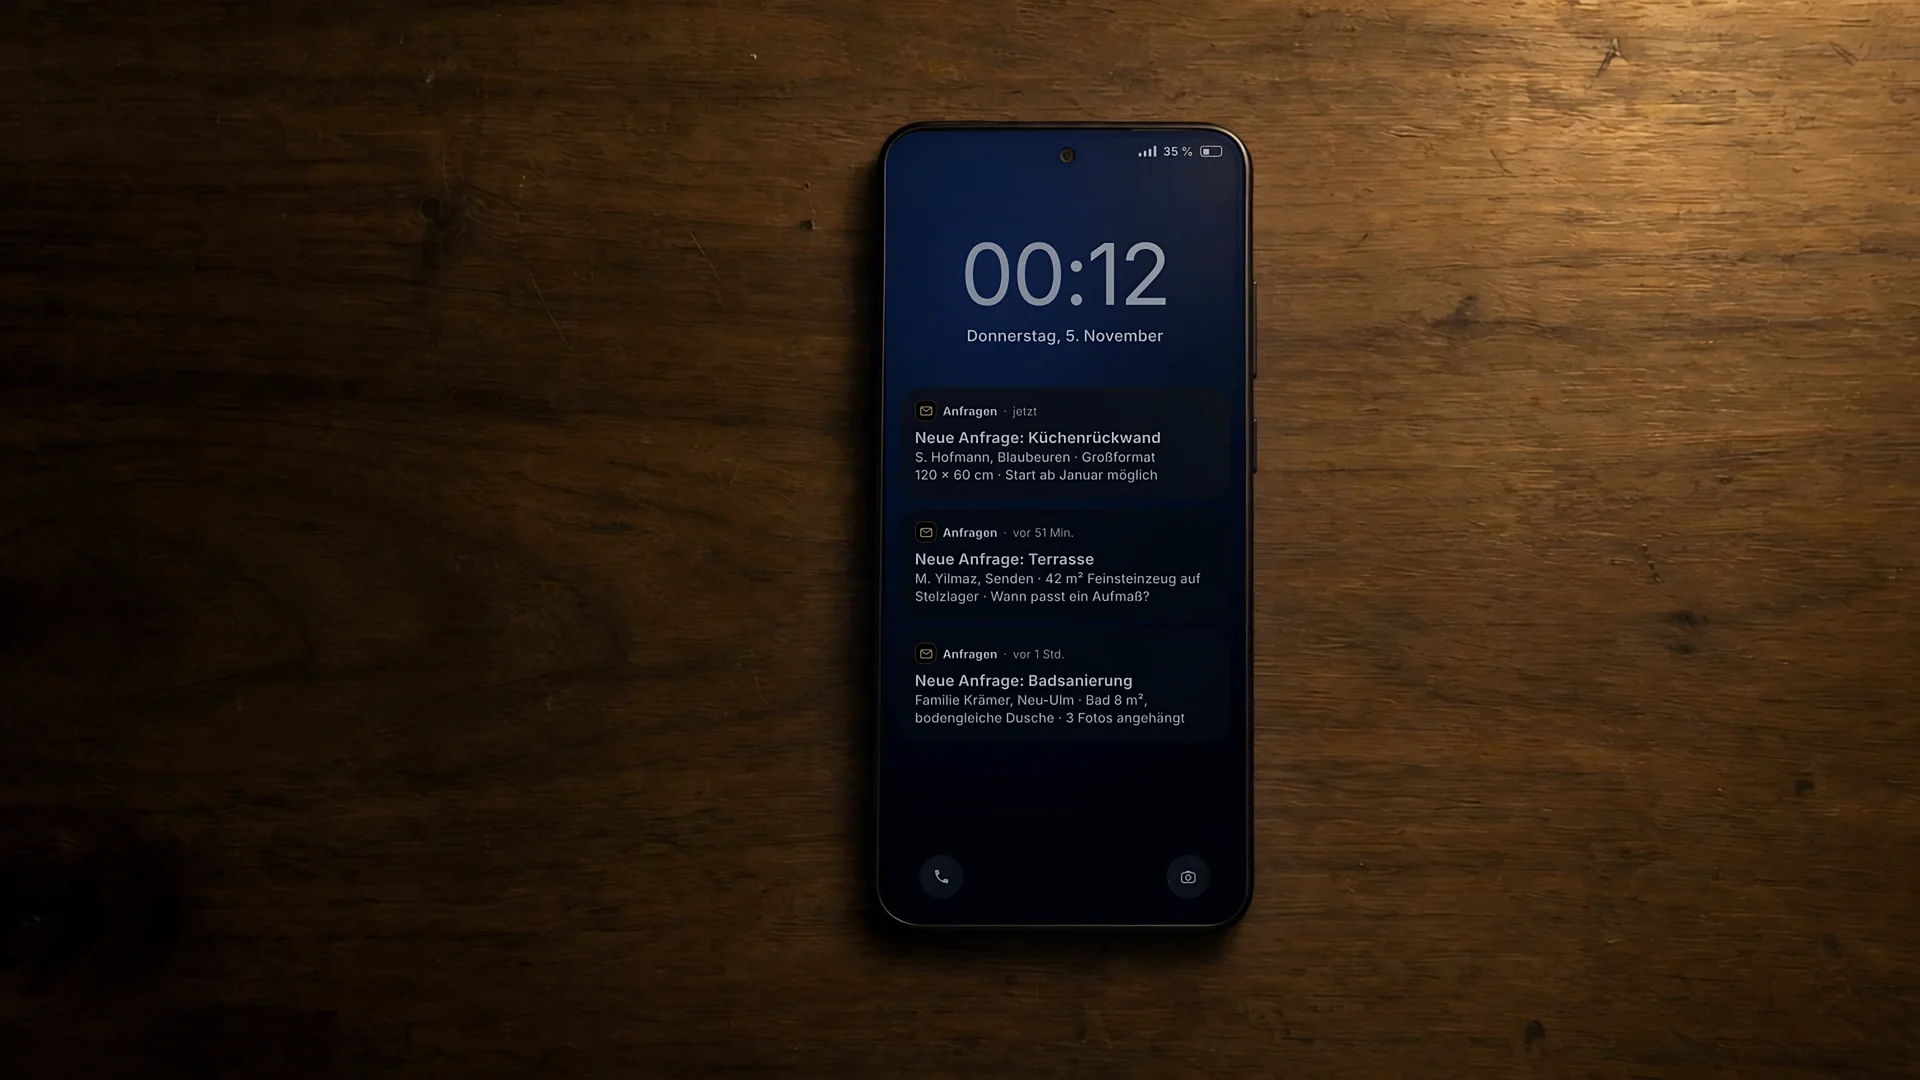 35 %
00:12
Donnerstag, 5. November
Anfragen · jetzt
Neue Anfrage: Küchenrückwand
S. Hofmann, Blaubeuren · Großformat
120 × 60 cm · Start ab Januar möglich
Anfragen · vor 51 Min.
Neue Anfrage: Terrasse
M. Yilmaz, Senden · 42 m² Feinsteinzeug auf
Stelzlager · Wann passt ein Aufmaß?
Anfragen · vor 1 Std.
Neue Anfrage: Badsanierung
Familie Krämer, Neu-Ulm · Bad 8 m²,
bodengleiche Dusche · 3 Fotos angehängt